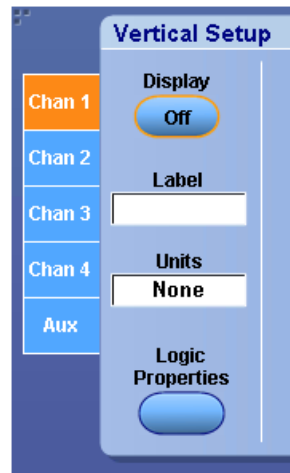 Vertical Setup
Chan 1
Chan 2
Chan 3
Chan 4
Aux
Display
Off
Label
Units
None
Logic
Properties